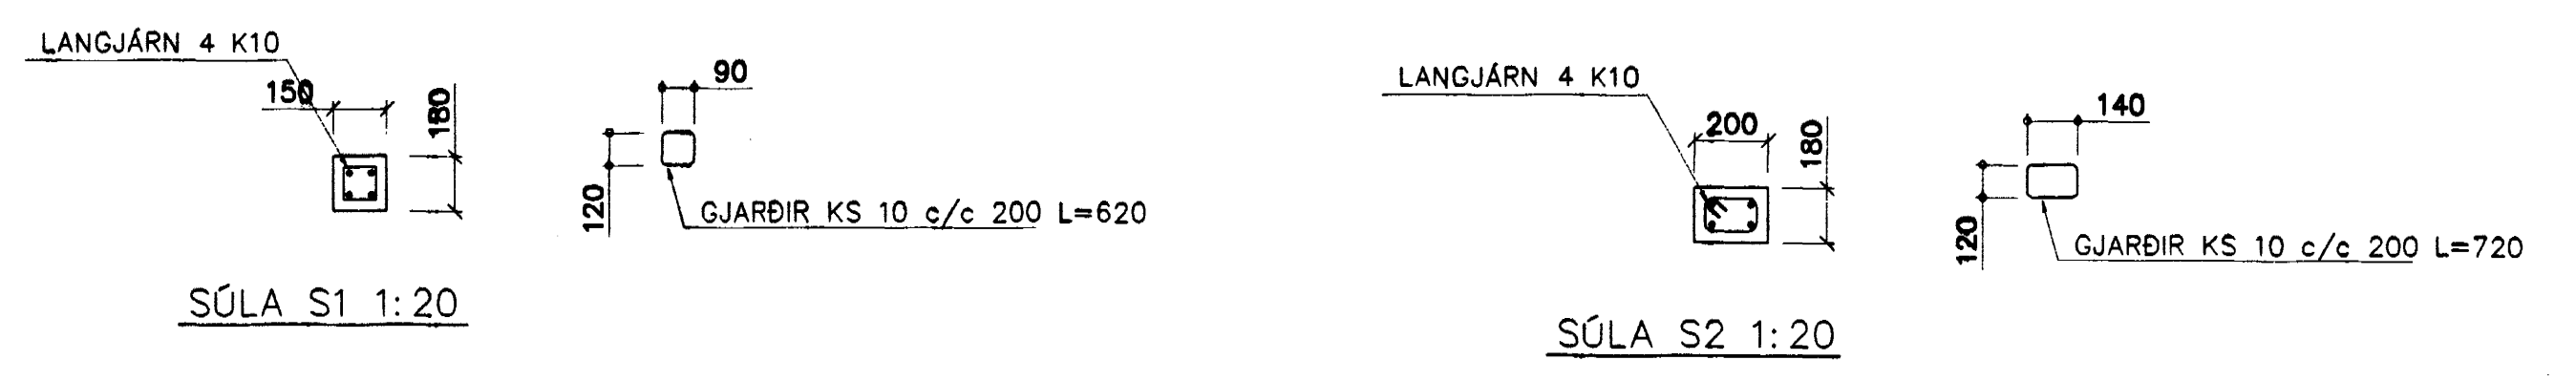 LANGJÁRN 4 K10
150
180
90
120
GJARÐIR KS 10 c/c 200 L=620
SÚLA S1 1:20
LANGJÁRN 4 K10
200
180
140
120
GJARÐIR KS 10 c/c 200 L=720
SÚLA S2 1:20